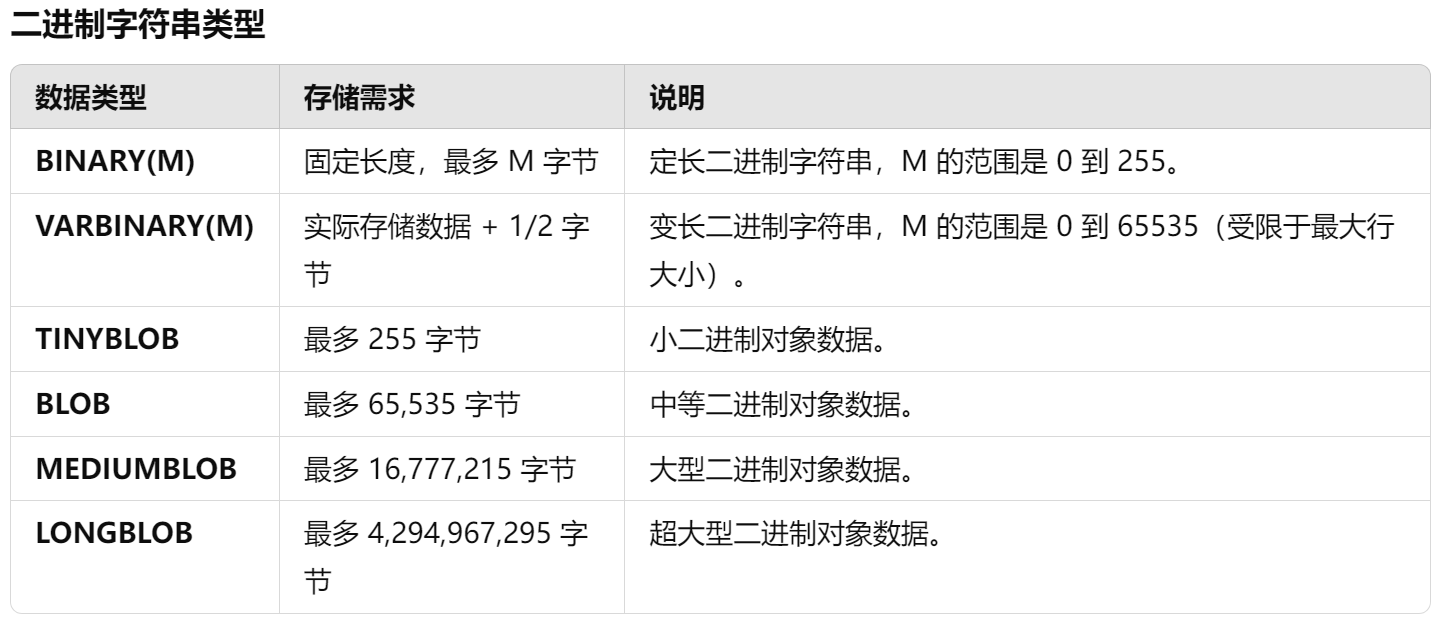 二进制字符串类型
数据类型 存储需求 说明
BINARY(M) 固定长度，最多 M 字节 定长二进制字符串，M 的范围是 0 到 255。
VARBINARY(M) 实际存储数据 + 1/2 字 变长二进制字符串，M 的范围是 0 到 65535（受限于最大行
节 大小）。
TINYBLOB 最多 255 字节 小二进制对象数据。
BLOB 最多 65,535 字节 中等二进制对象数据。
MEDIUMBLOB 最多 16,777,215 字节 大型二进制对象数据。
LONGBLOB 最多 4,294,967,295 字 超大型二进制对象数据。
节